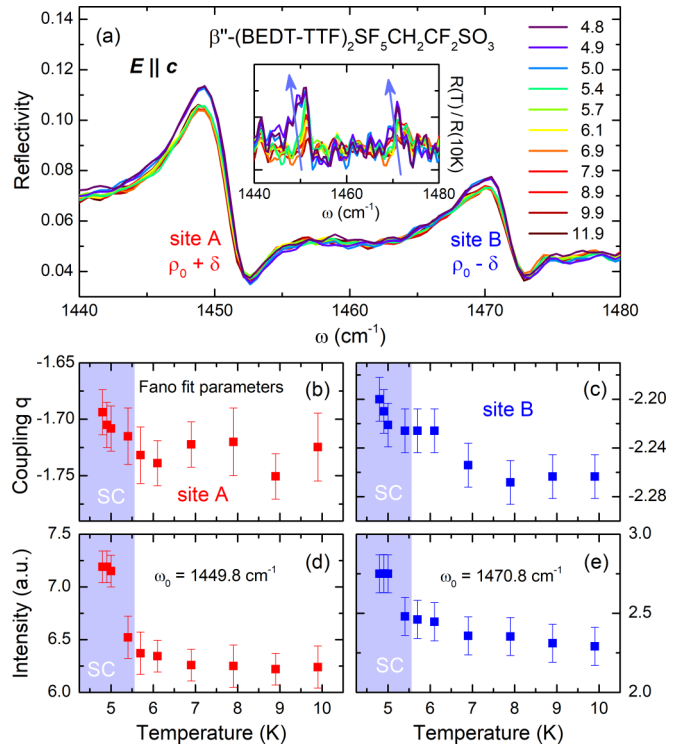 (a)
β''-(BEDT-TTF)₂SF₅CH₂CF₂SO₃
E || c
Reflectivity
0.14
0.12
0.10
0.08
0.06
0.04
4.8
4.9
5.0
5.4
5.7
6.1
6.9
7.9
8.9
9.9
11.9
R(T) / R(10K)
1440 1460 1480
ω (cm⁻¹)
site A
ρ₀ + δ
site B
ρ₀ - δ
1440 1450 1460 1470 1480
ω (cm⁻¹)
Coupling q
-1.65
-1.70
-1.75
Fano fit parameters (b)
SC
site A
(c)
site B
SC
-2.20
-2.24
-2.28
Intensity (a.u.)
7.5
7.0
6.5
6.0
(d)
ω₀ = 1449.8 cm⁻¹
SC
5 6 7 8 9 10
Temperature (K)
(e)
ω₀ = 1470.8 cm⁻¹
SC
3.0
2.5
2.0
5 6 7 8 9 10
Temperature (K)